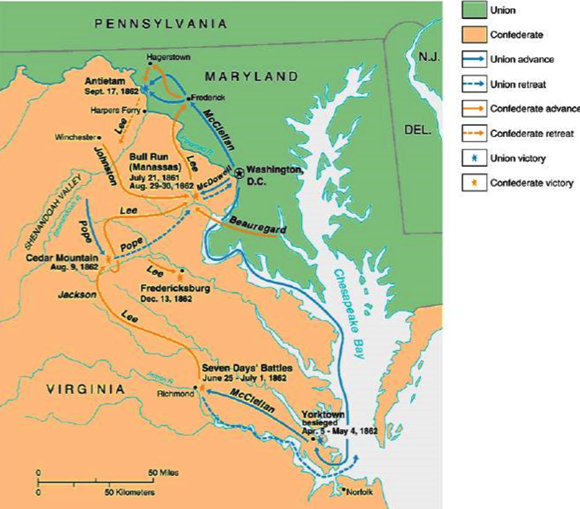 PENNSYLVANIA
Hagerstown
Antietam
Sept. 17, 1862
MARYLAND
N.J.
Frederick
Harpers Ferry
McClellan
Lee
DEL.
Winchester
Johnston
Bull Run
(Manassas)
July 21, 1861
Aug. 29-30, 1862
Lee
McDowell
Washington,
D.C.
SHENANDOAH VALLEY
Shenandoah R.
Lee
Beauregard
Pope
Pope
Cedar Mountain
Aug. 9, 1862
Lee
Fredericksburg
Dec. 13, 1862
Chesapeake Bay
Jackson
Lee
Seven Days' Battles
June 25 - July 1, 1862
VIRGINIA
James R.
Richmond
McClellan
Yorktown
besieged
Apr. 5 - May 4, 1862
0 50 Miles
0 50 Kilometers
Norfolk
Union
Confederate
Union advance
Union retreat
Confederate advance
Confederate retreat
Union victory
Confederate victory